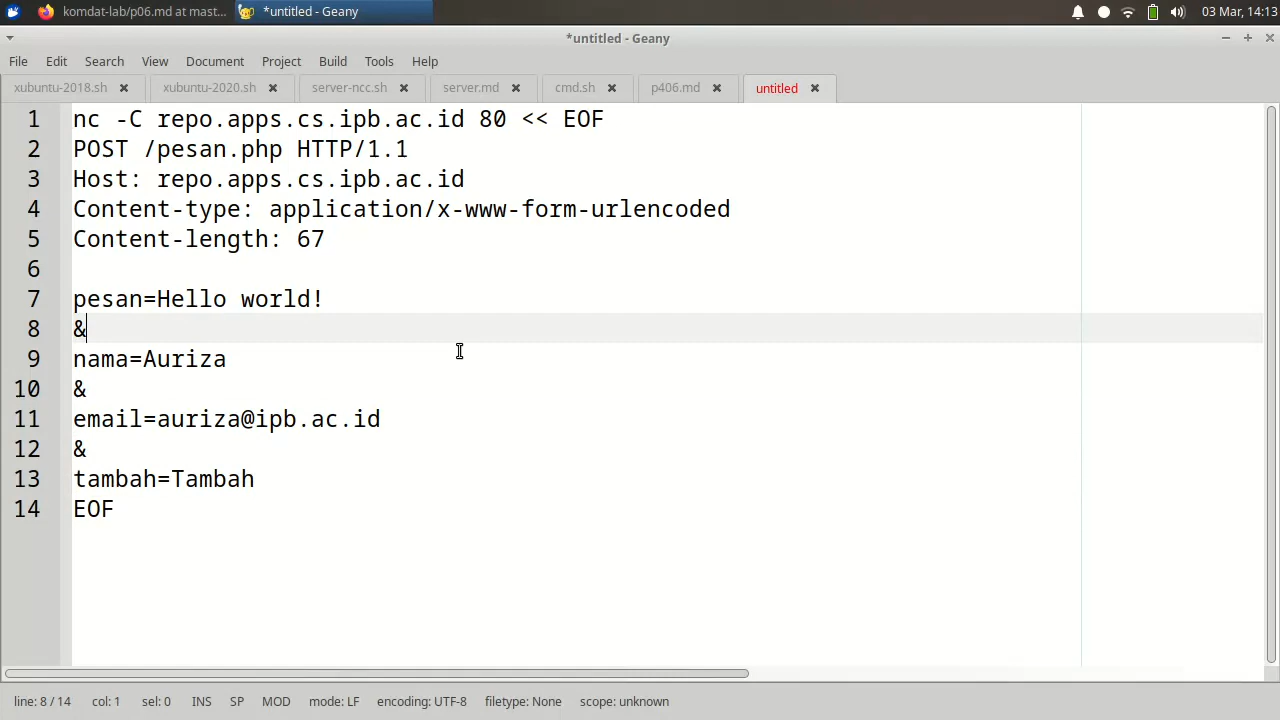 komdat-lab/p06.md at mast...
*untitled - Geany
03 Mar, 14:13
*untitled - Geany
File Edit Search View Document Project Build Tools Help
xubuntu-2018.sh xubuntu-2020.sh server-ncc.sh server.md cmd.sh p406.md untitled
1 nc -C repo.apps.cs.ipb.ac.id 80 << EOF
2 POST /pesan.php HTTP/1.1
3 Host: repo.apps.cs.ipb.ac.id
4 Content-type: application/x-www-form-urlencoded
5 Content-length: 67
6
7 pesan=Hello world!
8 &
9 nama=Auriza
10 &
11 email=auriza@ipb.ac.id
12 &
13 tambah=Tambah
14 EOF
line: 8 / 14 col: 1 sel: 0 INS SP MOD mode: LF encoding: UTF-8 filetype: None scope: unknown